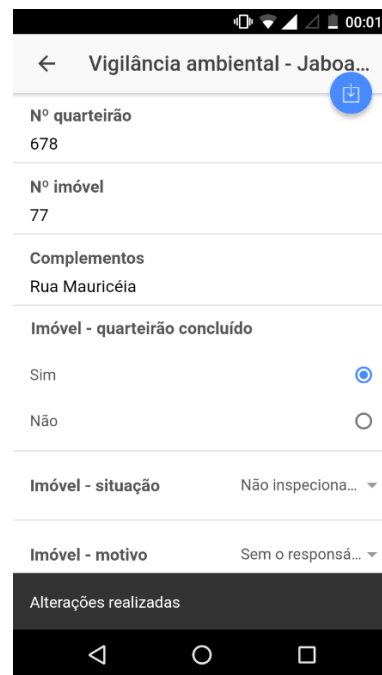 00:01
Vigilância ambiental - Jaboa...
Nº quarteirão
678
Nº imóvel
77
Complementos
Rua Mauricéia
Imóvel - quarteirão concluído
Sim
Não
Imóvel - situação Não inspeciona...
Imóvel - motivo Sem o responsá...
Alterações realizadas